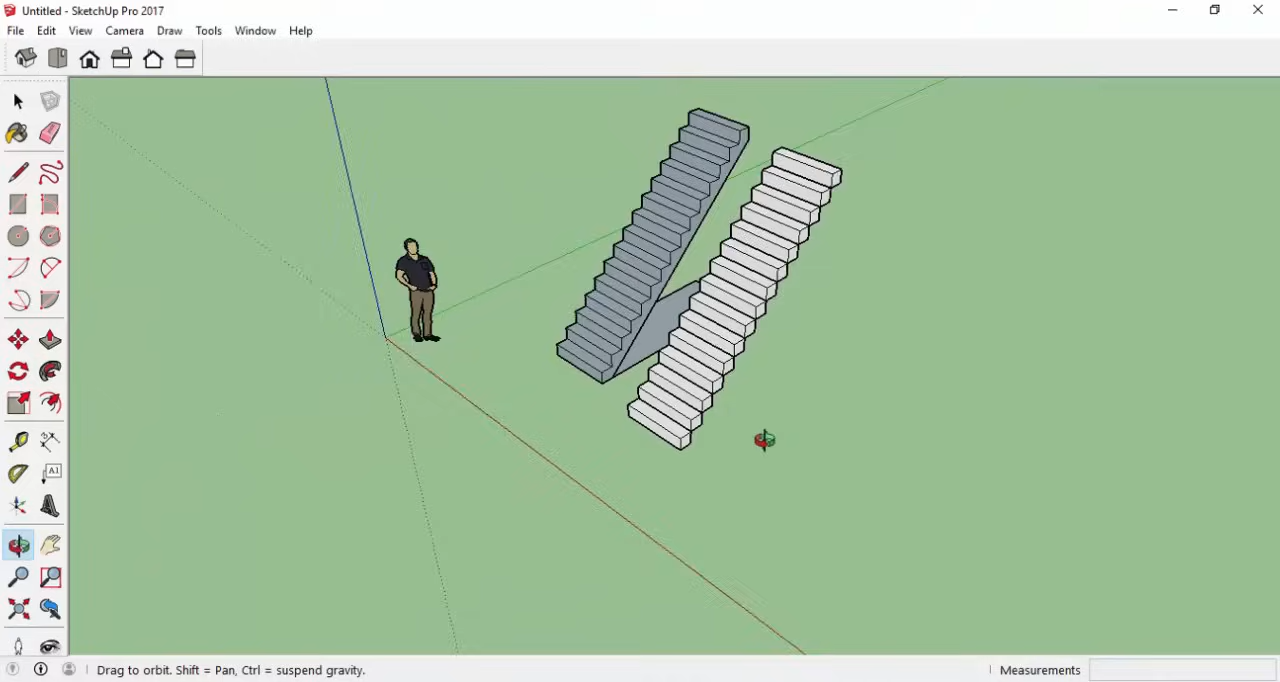 Untitled - SketchUp Pro 2017
File Edit View Camera Draw Tools Window Help
A1
Drag to orbit. Shift = Pan, Ctrl = suspend gravity.
Measurements